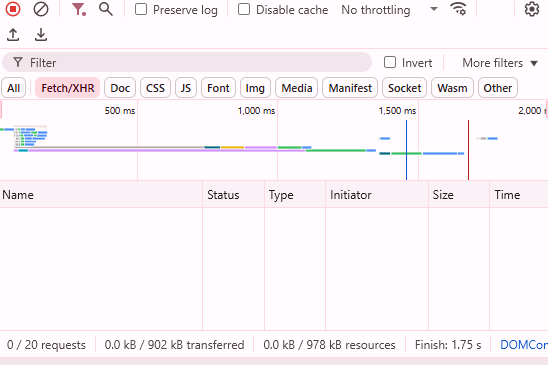 Preserve log Disable cache No throttling
Filter Invert More filters
All Fetch/XHR Doc CSS JS Font Img Media Manifest Socket Wasm Other
500 ms 1,000 ms 1,500 ms 2,000
Name Status Type Initiator Size Time
0 / 20 requests 0.0 kB / 902 kB transferred 0.0 kB / 978 kB resources Finish: 1.75 s DOMCon